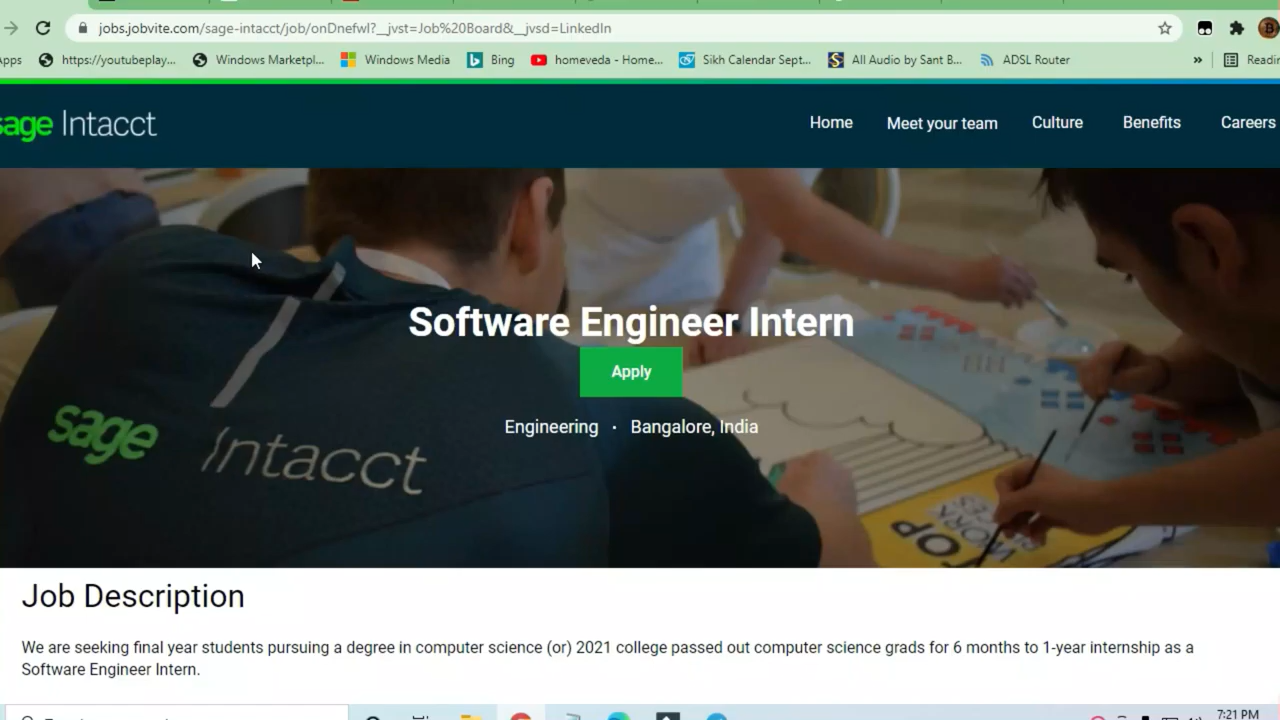 jobs.jobvite.com/sage-intacct/job/onDnefwI?__jvst=Job%20Board&__jvsd=LinkedIn
Apps https://youtubeplay... Windows Marketpl... Windows Media Bing homeveda - Home... Sikh Calendar Sept... All Audio by Sant B... ADSL Router » Readin
sage Intacct Home Meet your team Culture Benefits Careers
Software Engineer Intern
Apply
Engineering · Bangalore, India
sage Intacct
TOP
WORK
Job Description
We are seeking final year students pursuing a degree in computer science (or) 2021 college passed out computer science grads for 6 months to 1-year internship as a
Software Engineer Intern.
7:21 PM